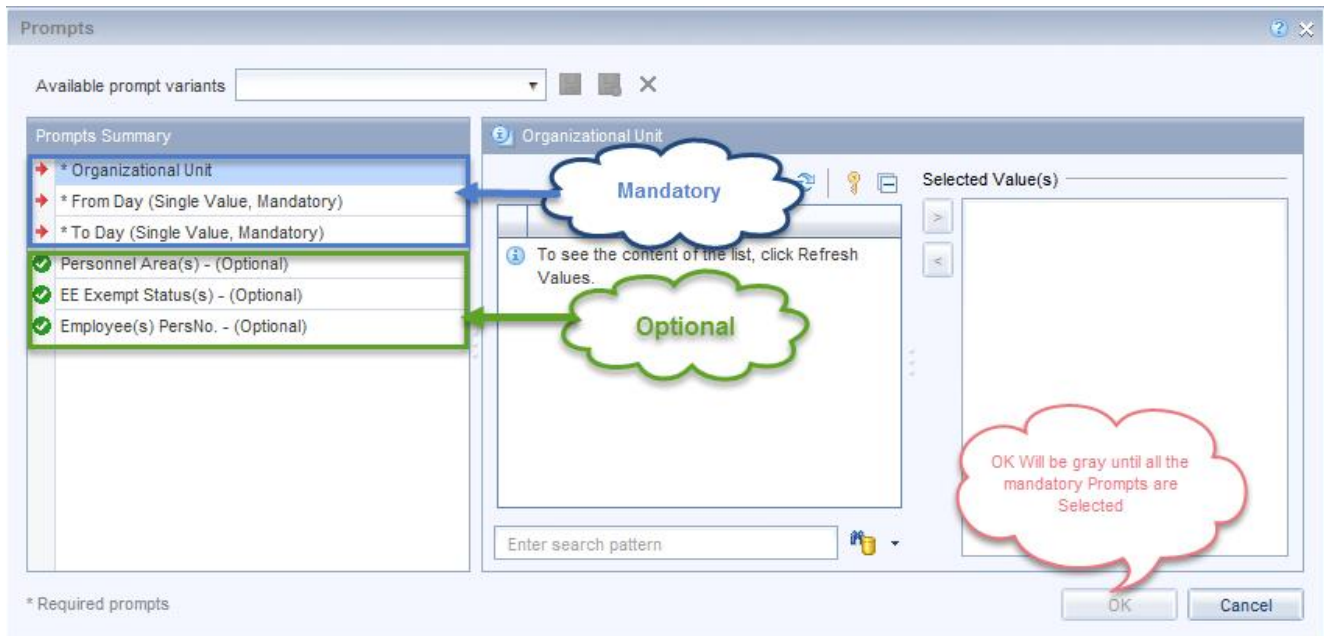 Prompts
Available prompt variants
Prompts Summary
* Organizational Unit
* From Day (Single Value, Mandatory)
* To Day (Single Value, Mandatory)
Personnel Area(s) - (Optional)
EE Exempt Status(s) - (Optional)
Employee(s) PersNo. - (Optional)
Organizational Unit
Mandatory
To see the content of the list, click Refresh
Values.
Optional
Enter search pattern
Selected Value(s)
>
<
OK Will be gray until all the
mandatory Prompts are
Selected
* Required prompts
OK
Cancel